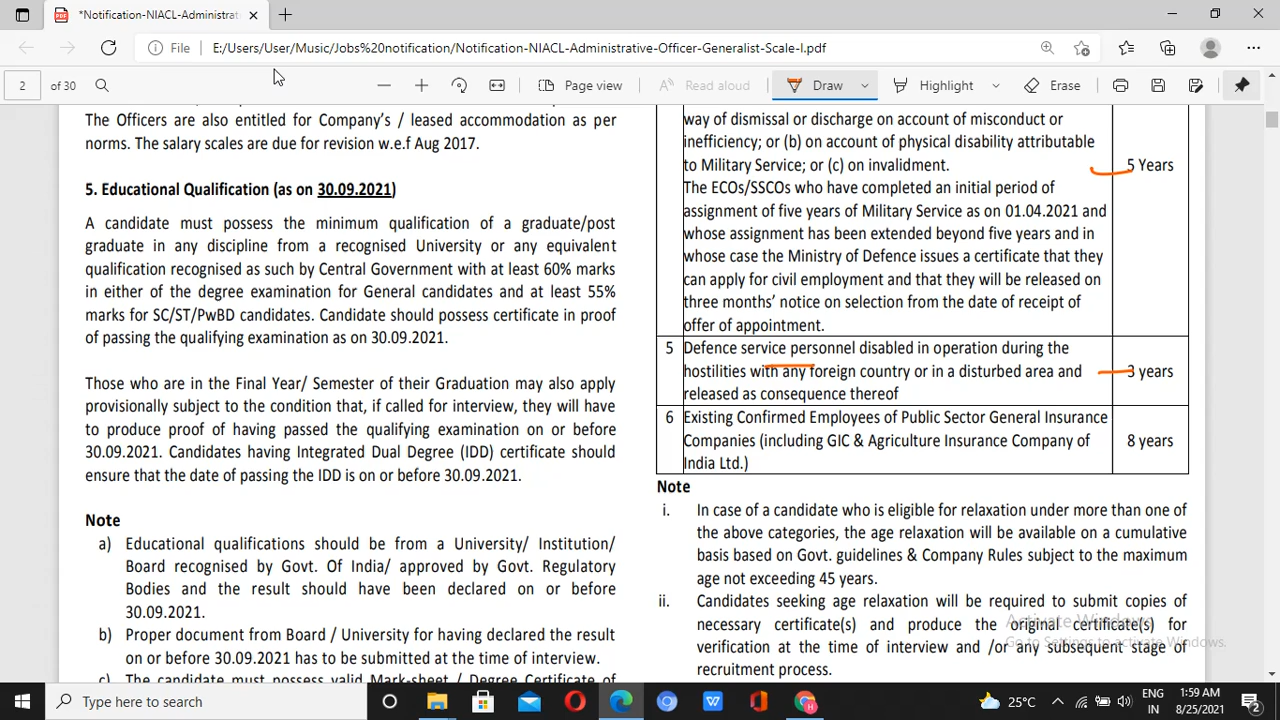 *Notification-NIACL-Administrat
File
E:/Users/User/Music/Jobs%20notification/Notification-NIACL-Administrative-Officer-Generalist-Scale-I.pdf
2 of 30
Page view
Read aloud
Draw
Highlight
Erase
The Officers are also entitled for Company's / leased accommodation as per
norms. The salary scales are due for revision w.e.f Aug 2017.
5. Educational Qualification (as on 30.09.2021)
A candidate must possess the minimum qualification of a graduate/post
graduate in any discipline from a recognised University or any equivalent
qualification recognised as such by Central Government with at least 60% marks
in either of the degree examination for General candidates and at least 55%
marks for SC/ST/PwBD candidates. Candidate should possess certificate in proof
of passing the qualifying examination as on 30.09.2021.
Those who are in the Final Year/ Semester of their Graduation may also apply
provisionally subject to the condition that, if called for interview, they will have
to produce proof of having passed the qualifying examination on or before
30.09.2021. Candidates having Integrated Dual Degree (IDD) certificate should
ensure that the date of passing the IDD is on or before 30.09.2021.
Note
a) Educational qualifications should be from a University/ Institution/
Board recognised by Govt. Of India/ approved by Govt. Regulatory
Bodies and the result should have been declared on or before
30.09.2021.
b) Proper document from Board / University for having declared the result
on or before 30.09.2021 has to be submitted at the time of interview.
c) The candidate must possess valid Mark-sheet / Degree Certificate of
way of dismissal or discharge on account of misconduct or
inefficiency; or (b) on account of physical disability attributable
to Military Service; or (c) on invalidment.
5 Years
The ECOs/SSCOs who have completed an initial period of
assignment of five years of Military Service as on 01.04.2021 and
whose assignment has been extended beyond five years and in
whose case the Ministry of Defence issues a certificate that they
can apply for civil employment and that they will be released on
three months' notice on selection from the date of receipt of
offer of appointment.
5 Defence service personnel disabled in operation during the
hostilities with any foreign country or in a disturbed area and
released as consequence thereof
3 years
6 Existing Confirmed Employees of Public Sector General Insurance
Companies (including GIC & Agriculture Insurance Company of
India Ltd.)
8 years
Note
i. In case of a candidate who is eligible for relaxation under more than one of
the above categories, the age relaxation will be available on a cumulative
basis based on Govt. guidelines & Company Rules subject to the maximum
age not exceeding 45 years.
ii. Candidates seeking age relaxation will be required to submit copies of
necessary certificate(s) and produce the original certificate(s) for
verification at the time of interview and /or any subsequent stage of
recruitment process.
Activate Windows
Go to Settings to activate Windows.
Type here to search
25°C
ENG
IN
1:59 AM
8/25/2021
2